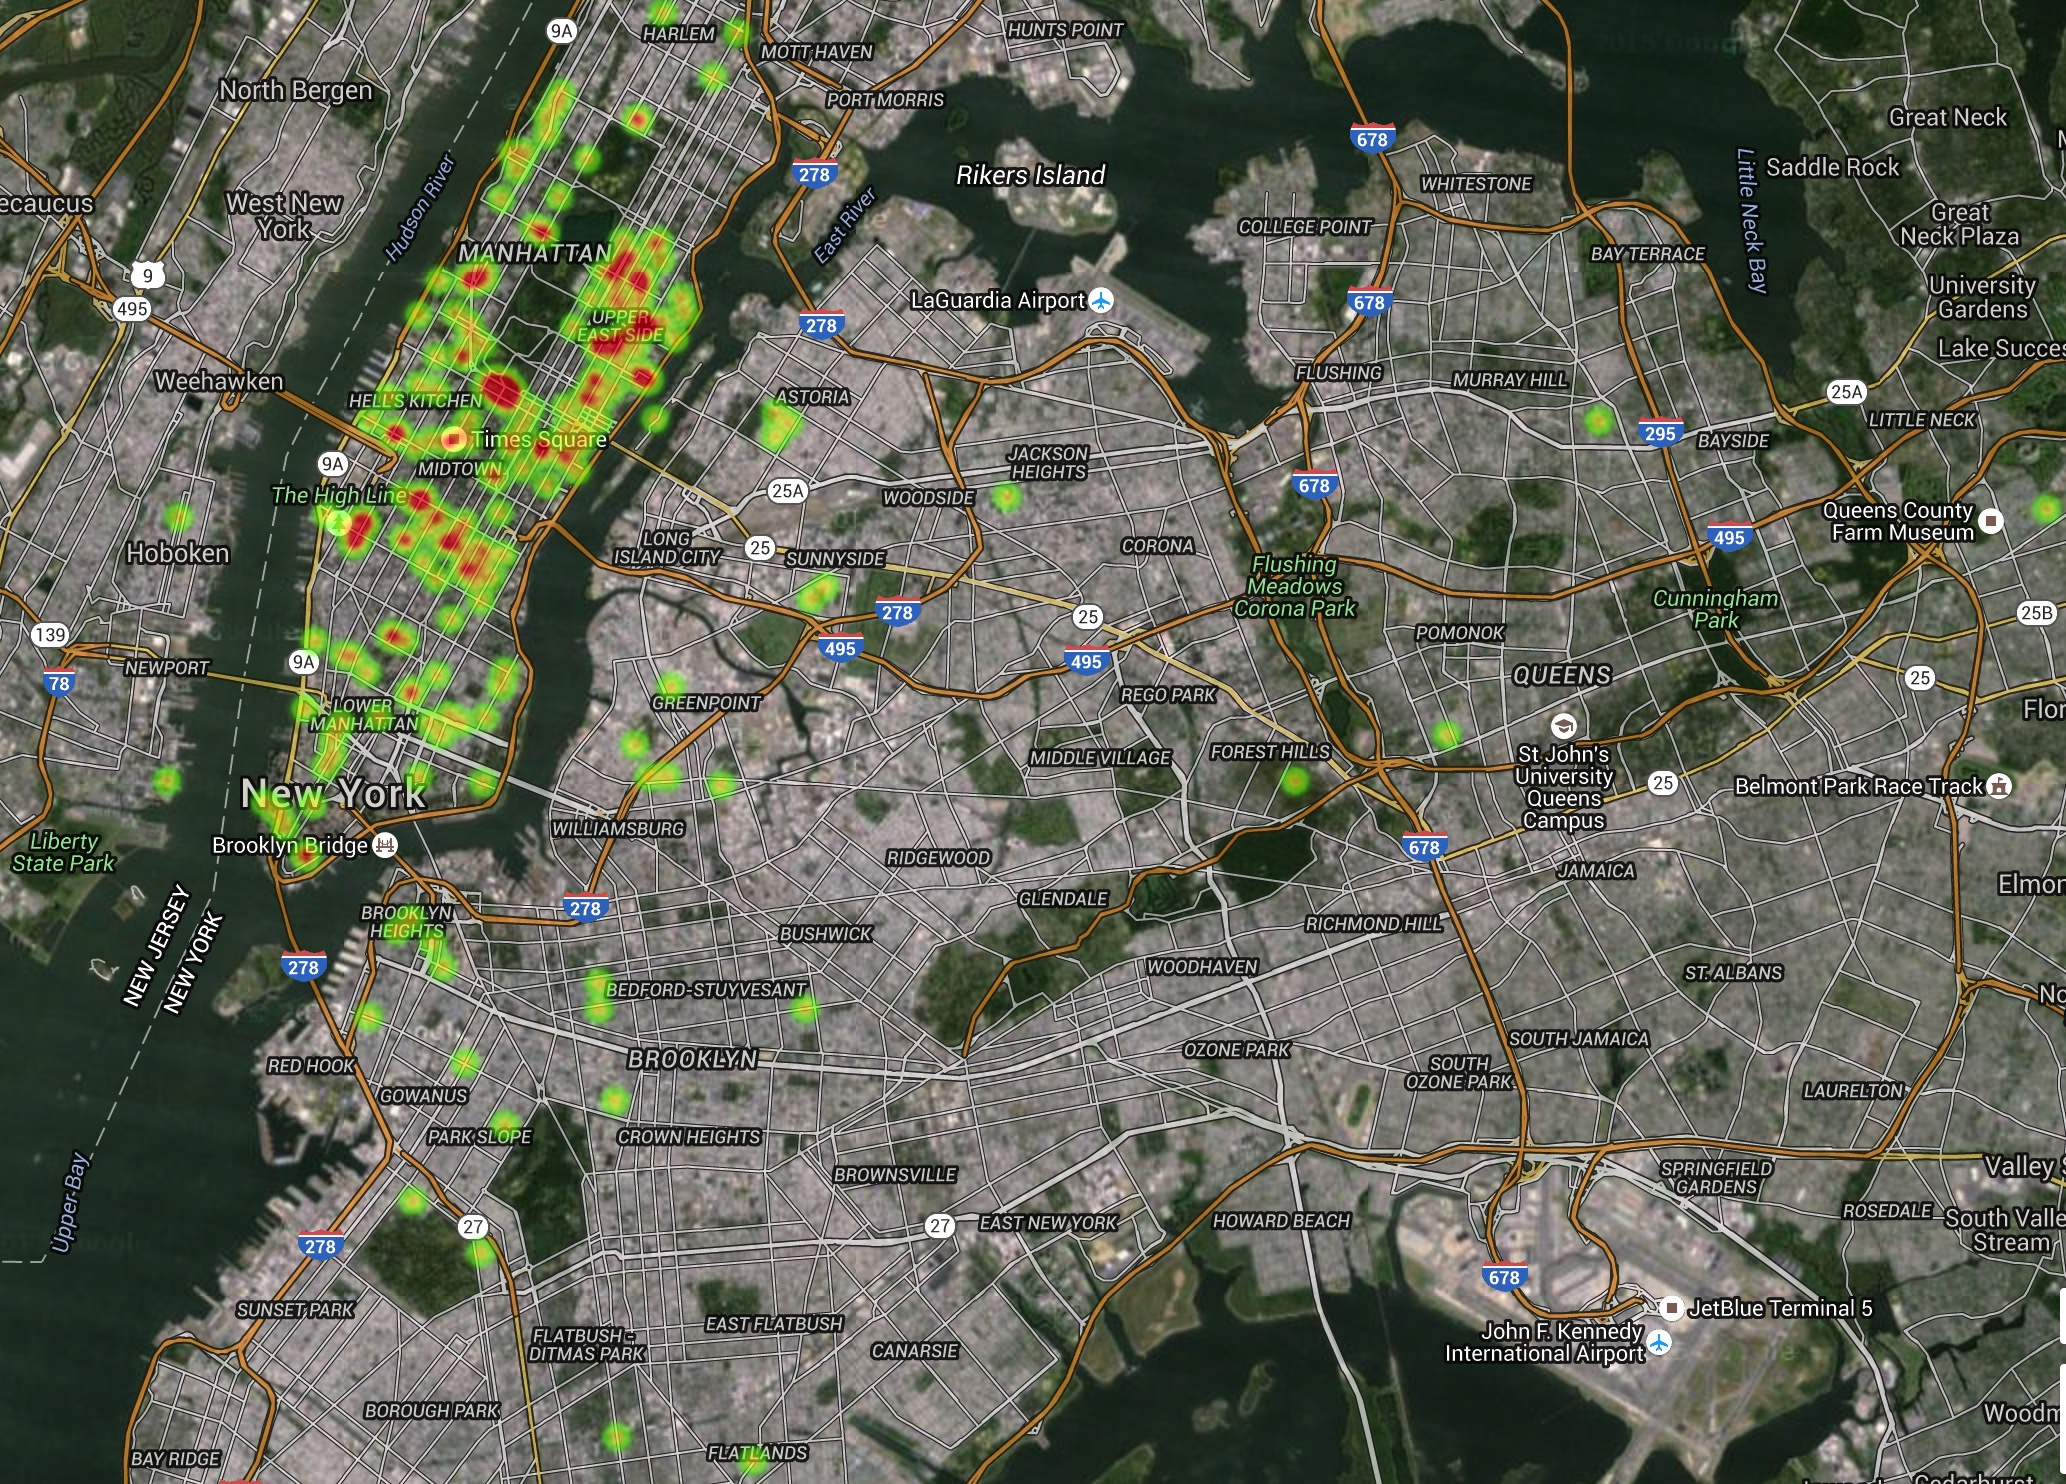 9A
HARLEM
MOTT HAVEN
HUNTS POINT
North Bergen
PORT MORRIS
Great Neck
678
278
Rikers Island
Saddle Rock
WHITESTONE
ecaucus
West New
York
Hudson River
East River
COLLEGE POINT
Little Neck Bay
Great
Neck Plaza
MANHATTAN
BAY TERRACE
9
495
LaGuardia Airport
678
University
Gardens
UPPER
EAST SIDE
278
Lake Succes
Weehawken
FLUSHING
MURRAY HILL
HELL'S KITCHEN
ASTORIA
25A
LITTLE NECK
295
BAYSIDE
Times Square
9A
MIDTOWN
JACKSON
HEIGHTS
678
The High Line
25A
WOODSIDE
Queens County
Farm Museum
495
Hoboken
LONG
ISLAND CITY
25
SUNNYSIDE
CORONA
Flushing
Meadows
Corona Park
Cunningham
Park
278
25
25B
139
495
495
POMONOK
NEWPORT
9A
78
QUEENS
25
REGO PARK
GREENPOINT
LOWER
MANHATTAN
Flor
MIDDLE VILLAGE
FOREST HILLS
St John's
University
Queens
Campus
25
Belmont Park Race Track
New York
WILLIAMSBURG
Liberty
State Park
Brooklyn Bridge
678
RIDGEWOOD
JAMAICA
GLENDALE
Elmon
278
BROOKLYN
HEIGHTS
BUSHWICK
RICHMOND HILL
NEW JERSEY
NEW YORK
278
WOODHAVEN
ST. ALBANS
BEDFORD-STUYVESANT
No
RED HOOK
BROOKLYN
OZONE PARK
SOUTH JAMAICA
SOUTH
OZONE PARK
GOWANUS
LAURELTON
PARK SLOPE
CROWN HEIGHTS
BROWNSVILLE
Upper Bay
SPRINGFIELD
GARDENS
Valley S
27
27
EAST NEW YORK
HOWARD BEACH
ROSEDALE
South Valle
Stream
278
678
SUNSET PARK
JetBlue Terminal 5
FLATBUSH -
DITMAS PARK
EAST FLATBUSH
CANARSIE
John F. Kennedy
International Airport
BOROUGH PARK
Woodm
BAY RIDGE
FLATLANDS